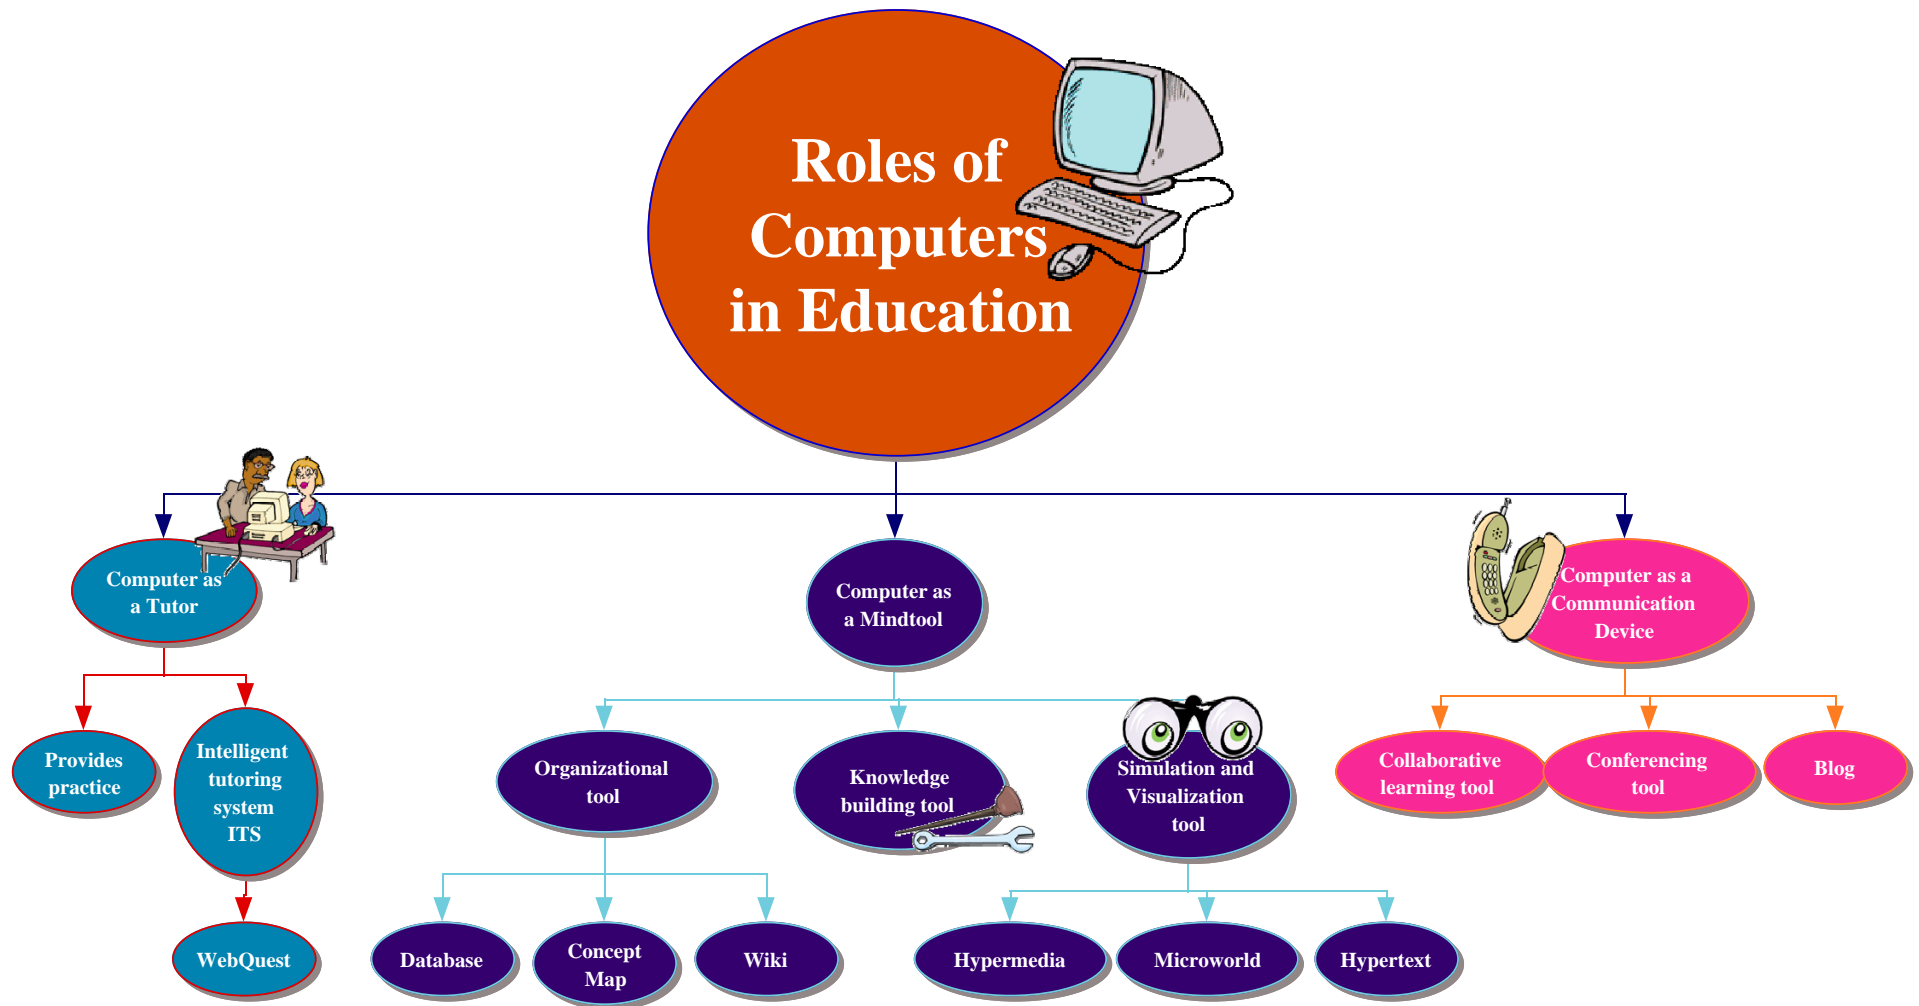 Roles of
Computers
in Education
Computer as
a Tutor
Computer as
a Mindtool
Computer as a
Communication
Device
Provides
practice
Intelligent
tutoring
system
ITS
Organizational
tool
Knowledge
building tool
Simulation and
Visualization
tool
Collaborative
learning tool
Conferencing
tool
Blog
WebQuest
Database
Concept
Map
Wiki
Hypermedia
Microworld
Hypertext